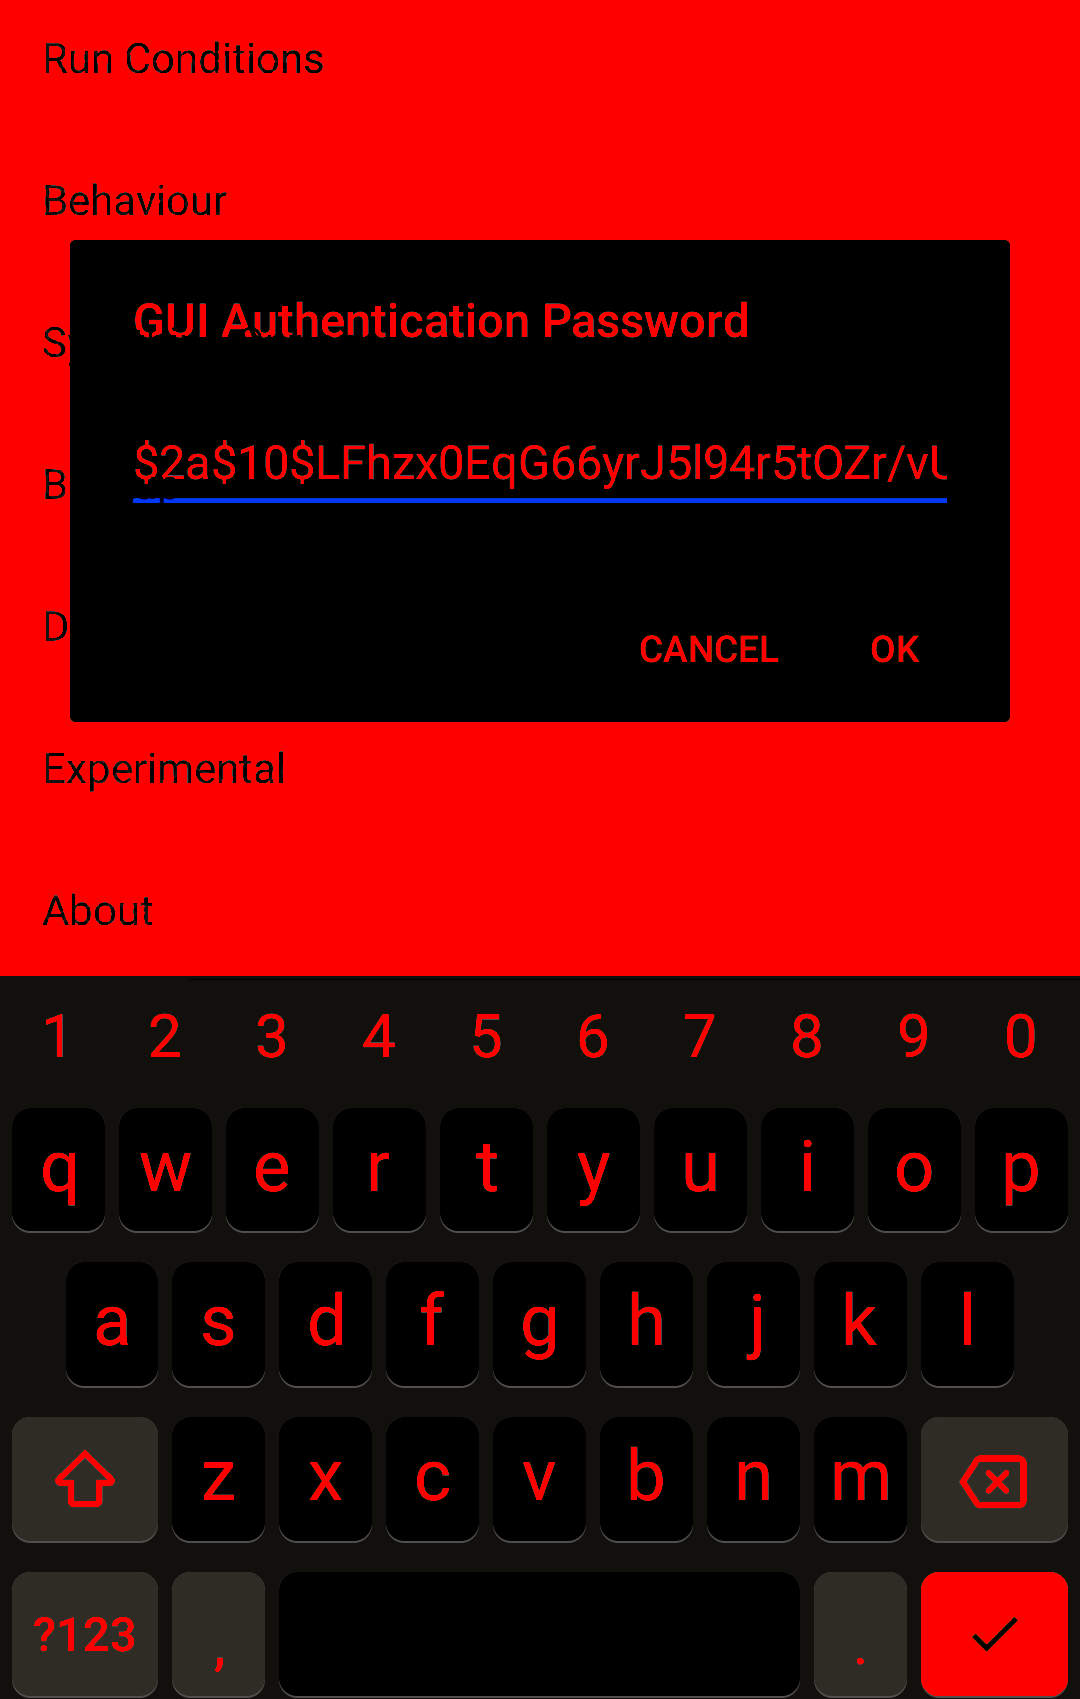 Run Conditions
Behaviour
GUI Authentication Password
$2a$10$LFhzx0EqG66yrJ5l94r5tOZr/vU
CANCEL OK
Experimental
About
1 2 3 4 5 6 7 8 9 0
q w e r t y u i o p
a s d f g h j k l
z x c v b n m
?123 , .